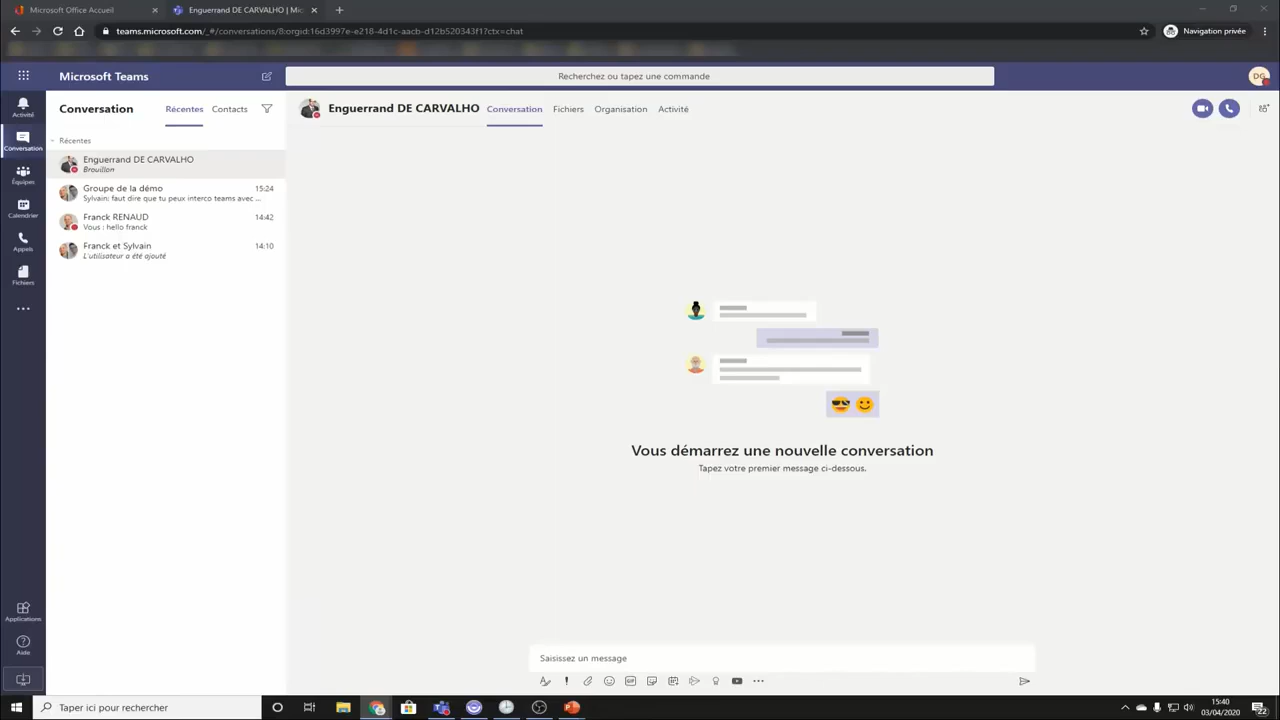 Microsoft Office Accueil
Enguerrand DE CARVALHO | Mic
teams.microsoft.com/_#/conversations/8:orgid:16d3997e-e218-4d1c-aacb-d12b520343f1?ctx=chat
Navigation privée
Microsoft Teams
Recherchez ou tapez une commande
DG
Activité
Conversation
Équipes
Calendrier
Appels
Fichiers
Applications
Aide
Conversation
Récentes
Contacts
Récentes
Enguerrand DE CARVALHO
Brouillon
Groupe de la démo 15:24
Sylvain: faut dire que tu peux interco teams avec ...
Franck RENAUD 14:42
Vous : hello franck
Franck et Sylvain 14:10
L'utilisateur a été ajouté
Enguerrand DE CARVALHO
Conversation
Fichiers
Organisation
Activité
Vous démarrez une nouvelle conversation
Tapez votre premier message ci-dessous.
Saisissez un message
GIF
Taper ici pour rechercher
15:40
03/04/2020
22